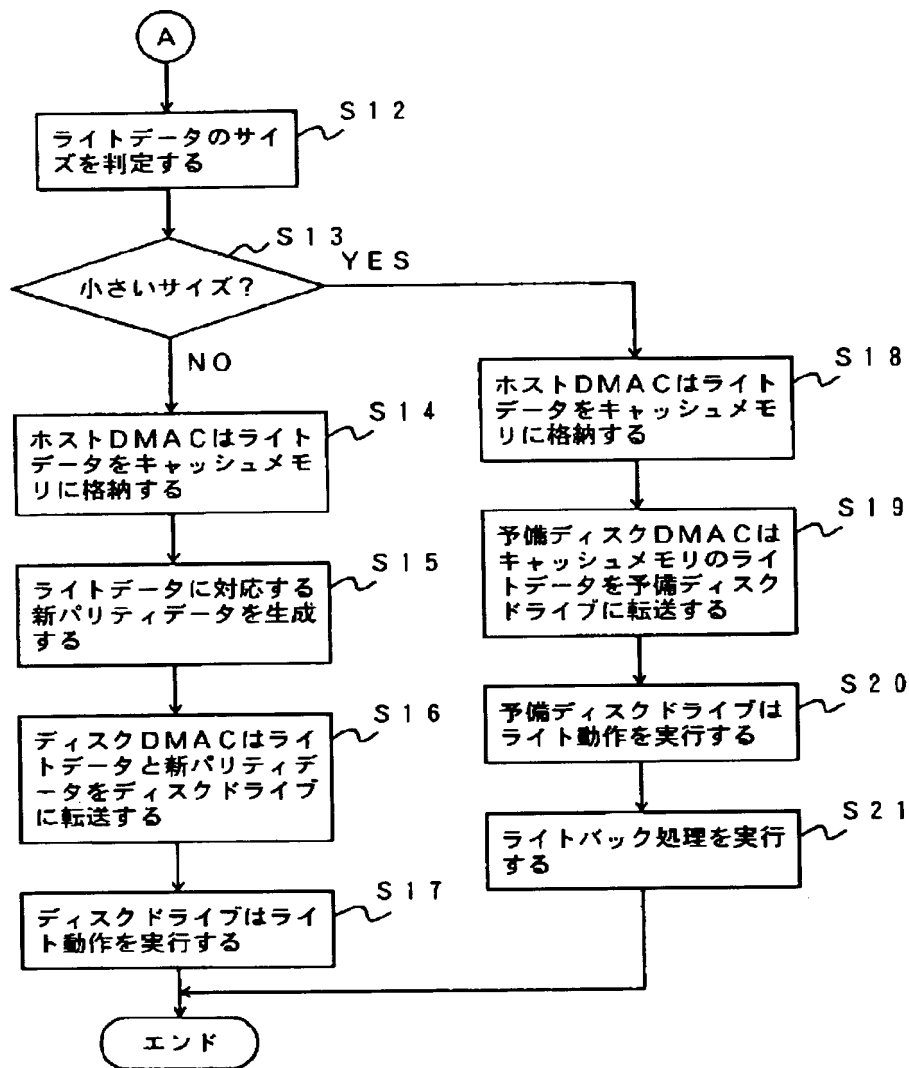 A
S12
ライトデータのサイ
ズを判定する
S13
小さいサイズ？
YES
NO
S14
ホストDMACはライト
データをキャッシュメモ
リに格納する
S15
ライトデータに対応する
新パリティデータを生成
する
S16
ディスクDMACはライ
トデータと新パリティデ
ータをディスクドライブ
に転送する
S17
ディスクドライブはライ
ト動作を実行する
S18
ホストDMACはライト
データをキャッシュメモ
リに格納する
S19
予備ディスクDMACは
キャッシュメモリのライ
トデータを予備ディスク
ドライブに転送する
S20
予備ディスクドライブは
ライト動作を実行する
S21
ライトバック処理を実行
する
エンド